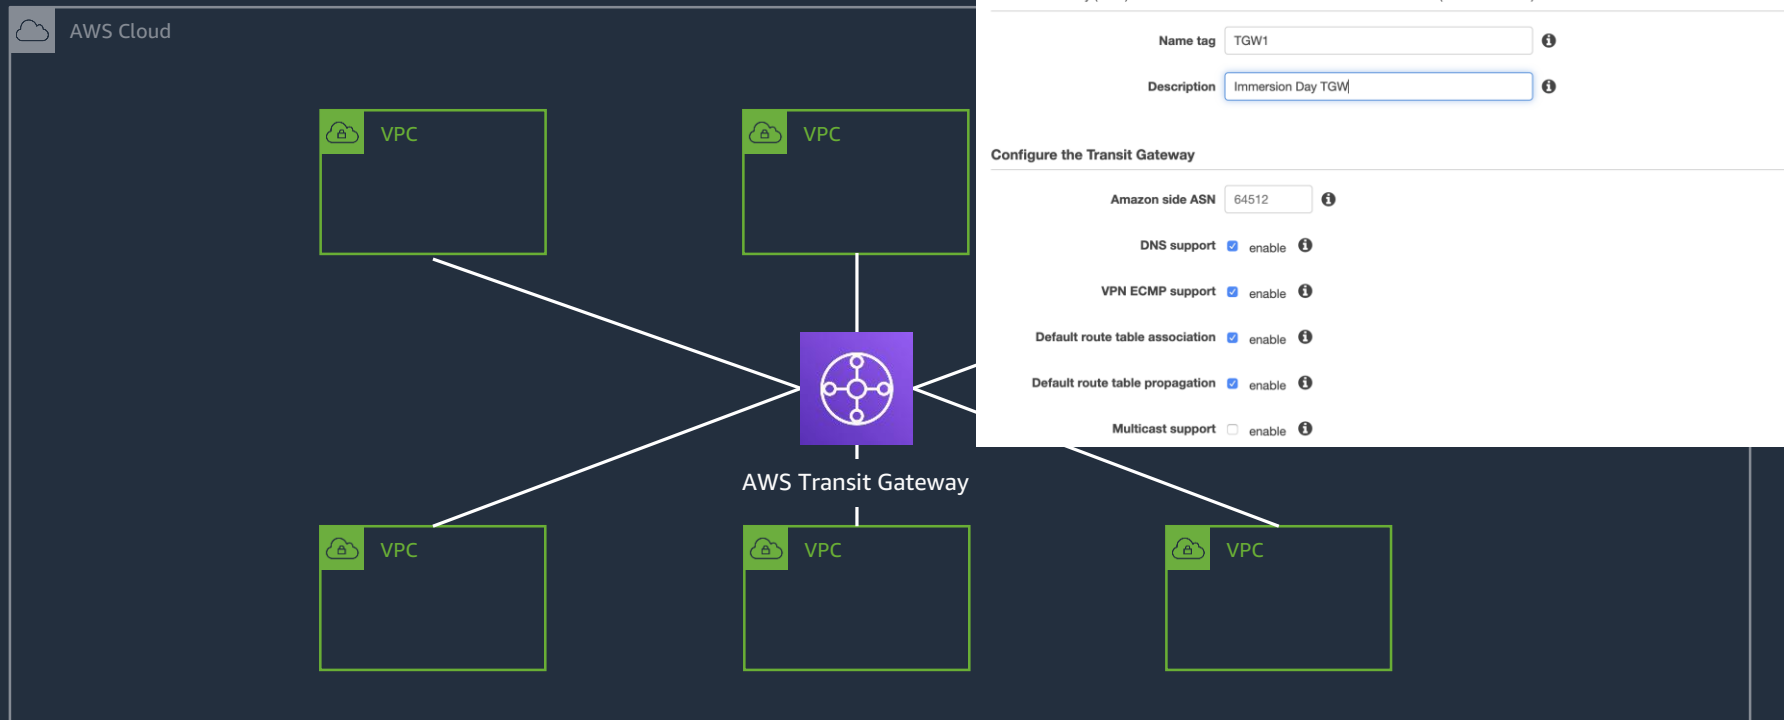 AWS Cloud
VPC
VPC
Name tag TGW1
Description Immersion Day TGW
Configure the Transit Gateway
Amazon side ASN 64512
DNS support enable
VPN ECMP support enable
Default route table association enable
Default route table propagation enable
Multicast support enable
AWS Transit Gateway
VPC
VPC
VPC